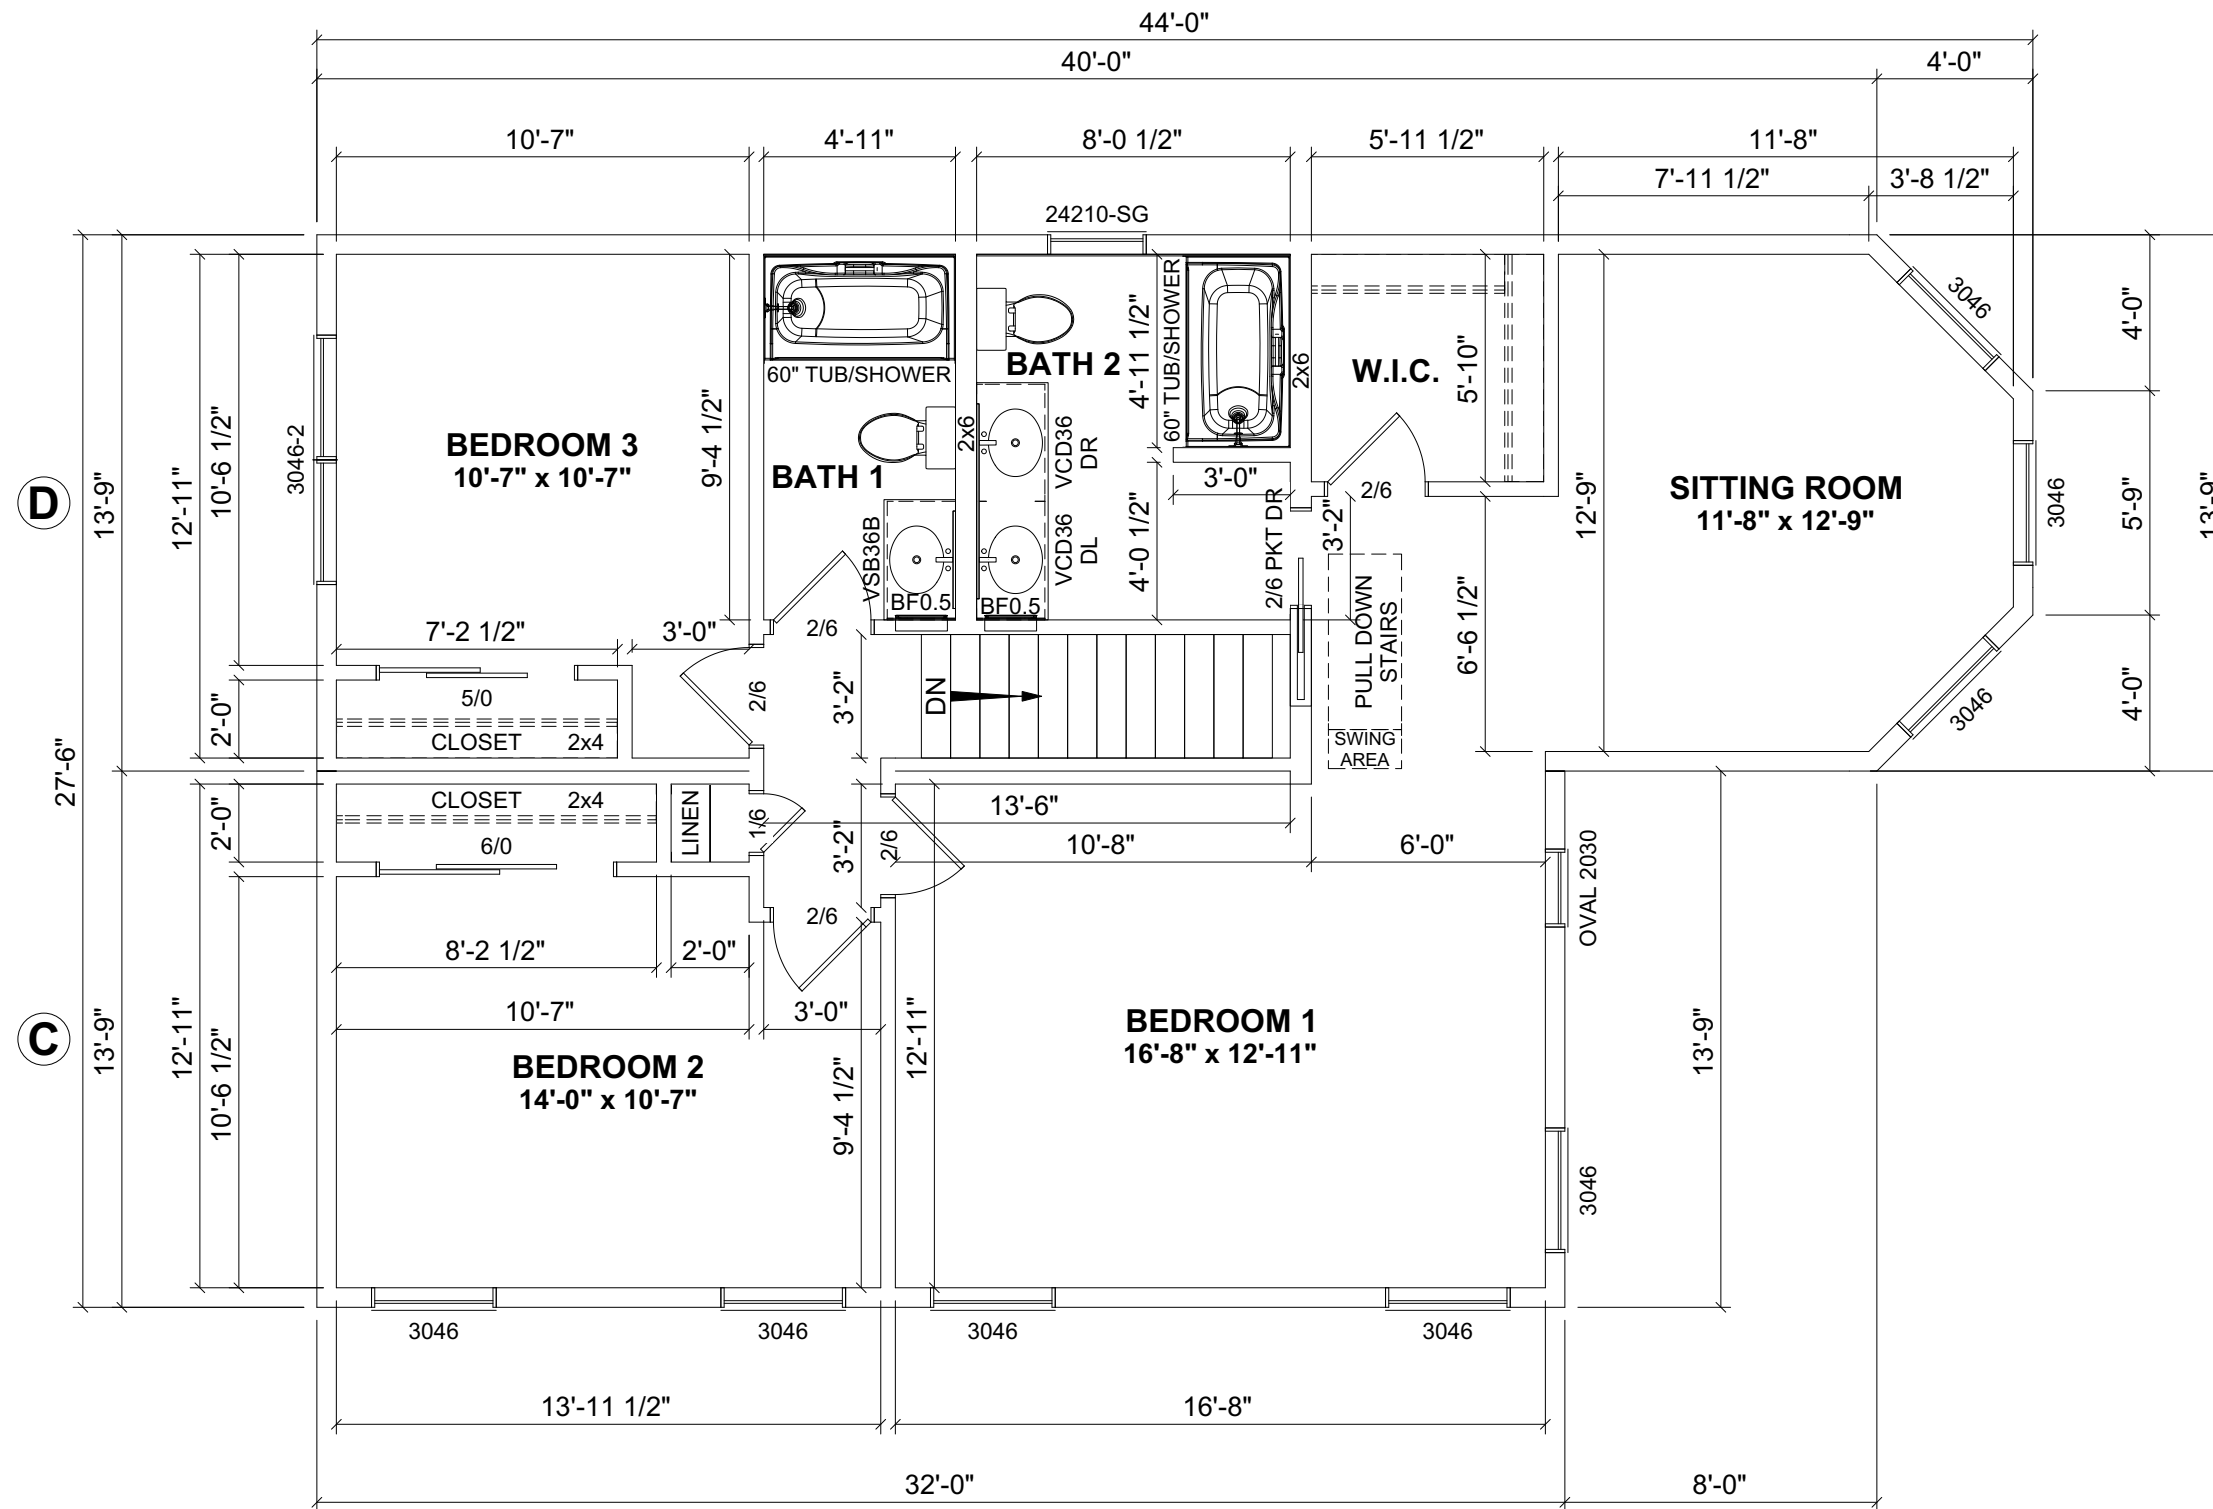 44'-0"
40'-0"
4'-0"
10'-7"
4'-11"
8'-0 1/2"
5'-11 1/2"
11'-8"
7'-11 1/2"
3'-8 1/2"
24210-SG
27'-6"
13'-9"
12'-11"
10'-6 1/2"
2'-0"
3046-2
D
BEDROOM 3
10'-7" x 10'-7"
9'-4 1/2"
7'-2 1/2"
3'-0"
5/0
CLOSET
2x4
2/6
60" TUB/SHOWER
BATH 1
2x6
VSB36B
BF0.5
BF0.5
2/6
BATH 2
VCD36
DR
VCD36
DL
4'-11 1/2"
60" TUB/SHOWER
2x6
3'-0"
4'-0 1/2"
2/6 PKT DR
3'-2"
W.I.C.
5'-10"
2/6
PULL DOWN
STAIRS
SWING
AREA
6'-6 1/2"
12'-9"
SITTING ROOM
11'-8" x 12'-9"
3046
3046
3046
4'-0"
5'-9"
4'-0"
13'-9"
3'-2"
DN
C
13'-9"
12'-11"
2'-0"
10'-6 1/2"
CLOSET
2x4
6/0
LINEN
1/6
3'-2"
2/6
2/6
13'-6"
10'-8"
6'-0"
8'-2 1/2"
2'-0"
10'-7"
3'-0"
BEDROOM 2
14'-0" x 10'-7"
9'-4 1/2"
12'-11"
BEDROOM 1
16'-8" x 12'-11"
OVAL 2030
3046
13'-9"
3046
3046
3046
3046
13'-11 1/2"
16'-8"
32'-0"
8'-0"